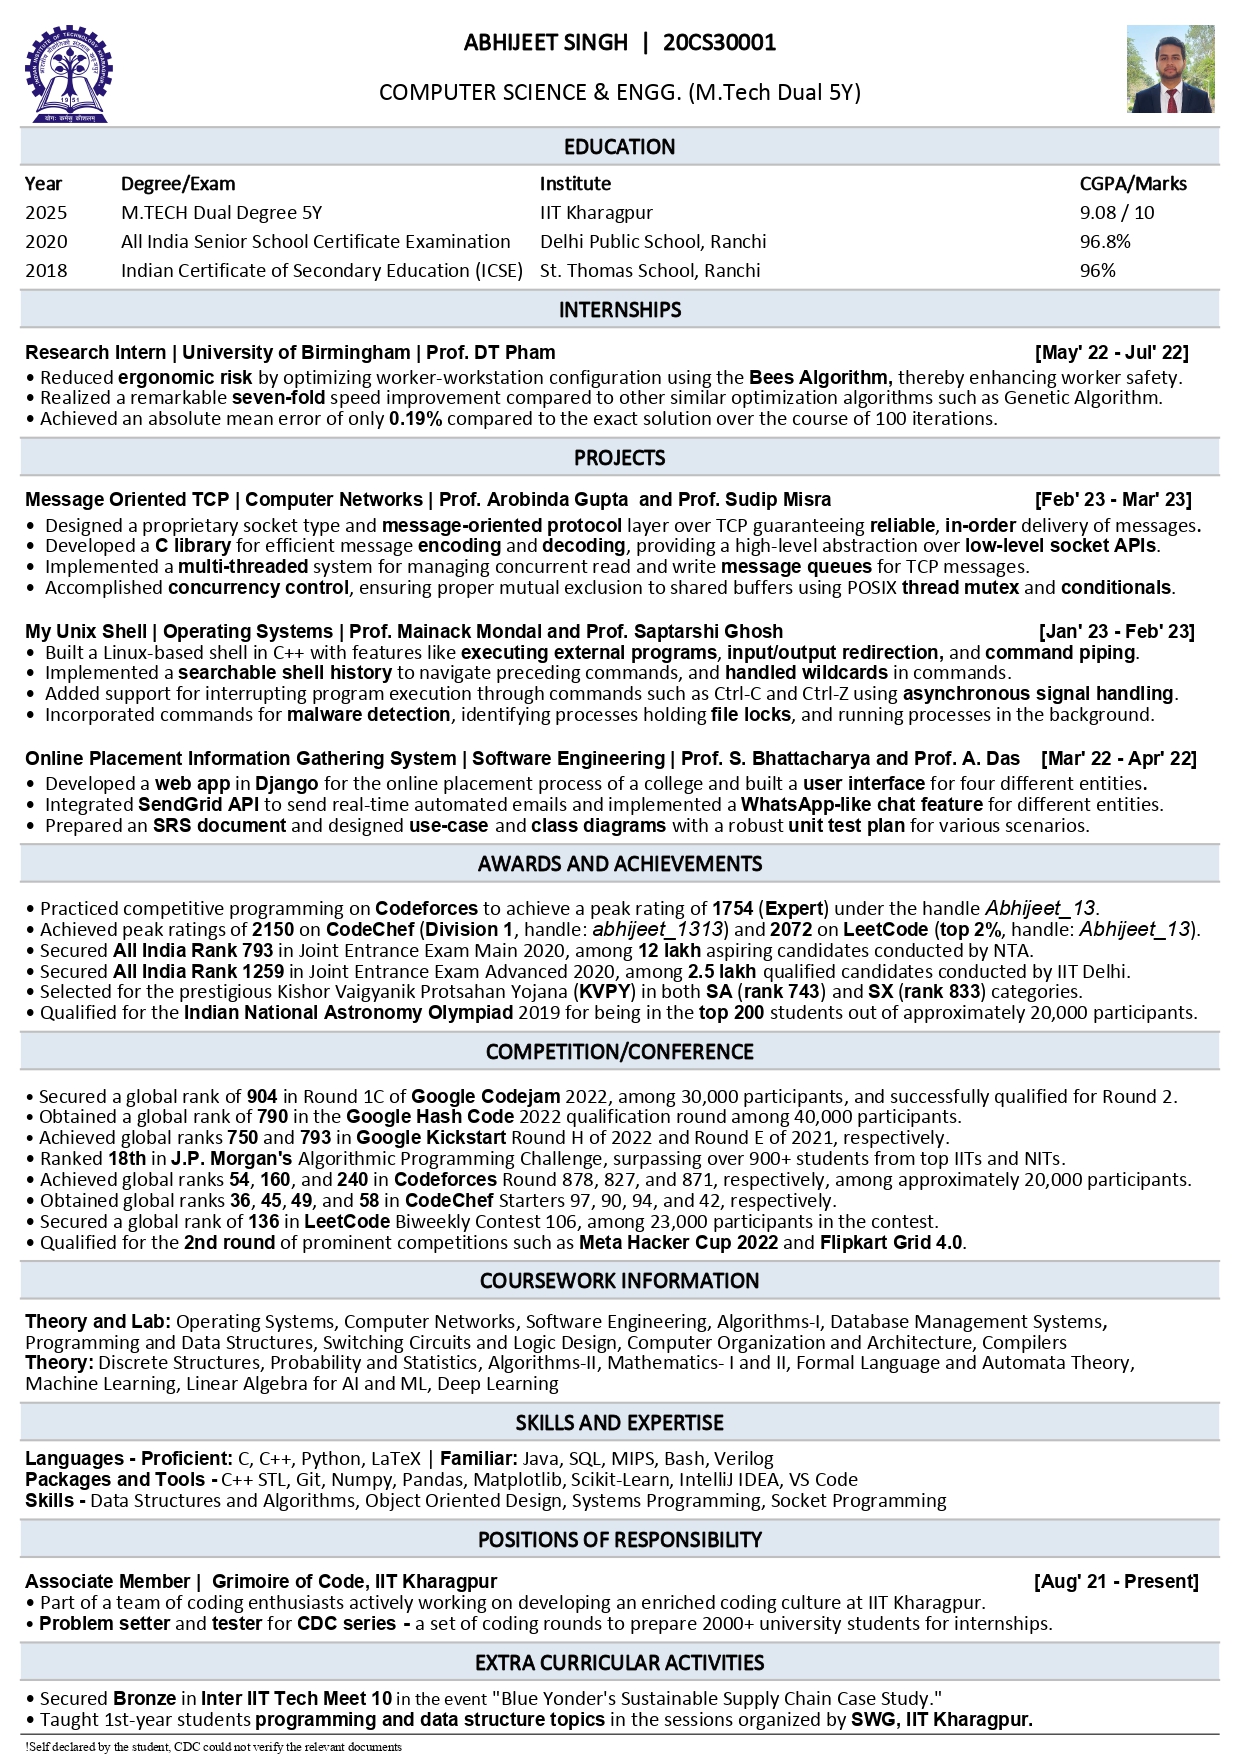 ABHIJEET SINGH | 20CS30001
COMPUTER SCIENCE & ENGG. (M.Tech Dual 5Y)
INDIAN INSTITUTE OF TECHNOLOGY KHARAGPUR
1951
योगः कर्मसु कौशलम्
EDUCATION
Year Degree/Exam Institute CGPA/Marks
2025 M.TECH Dual Degree 5Y IIT Kharagpur 9.08 / 10
2020 All India Senior School Certificate Examination Delhi Public School, Ranchi 96.8%
2018 Indian Certificate of Secondary Education (ICSE) St. Thomas School, Ranchi 96%
INTERNSHIPS
Research Intern | University of Birmingham | Prof. DT Pham [May' 22 - Jul' 22]
• Reduced ergonomic risk by optimizing worker-workstation configuration using the Bees Algorithm, thereby enhancing worker safety.
• Realized a remarkable seven-fold speed improvement compared to other similar optimization algorithms such as Genetic Algorithm.
• Achieved an absolute mean error of only 0.19% compared to the exact solution over the course of 100 iterations.
PROJECTS
Message Oriented TCP | Computer Networks | Prof. Arobinda Gupta and Prof. Sudip Misra [Feb' 23 - Mar' 23]
• Designed a proprietary socket type and message-oriented protocol layer over TCP guaranteeing reliable, in-order delivery of messages.
• Developed a C library for efficient message encoding and decoding, providing a high-level abstraction over low-level socket APIs.
• Implemented a multi-threaded system for managing concurrent read and write message queues for TCP messages.
• Accomplished concurrency control, ensuring proper mutual exclusion to shared buffers using POSIX thread mutex and conditionals.
My Unix Shell | Operating Systems | Prof. Mainack Mondal and Prof. Saptarshi Ghosh [Jan' 23 - Feb' 23]
• Built a Linux-based shell in C++ with features like executing external programs, input/output redirection, and command piping.
• Implemented a searchable shell history to navigate preceding commands, and handled wildcards in commands.
• Added support for interrupting program execution through commands such as Ctrl-C and Ctrl-Z using asynchronous signal handling.
• Incorporated commands for malware detection, identifying processes holding file locks, and running processes in the background.
Online Placement Information Gathering System | Software Engineering | Prof. S. Bhattacharya and Prof. A. Das [Mar' 22 - Apr' 22]
• Developed a web app in Django for the online placement process of a college and built a user interface for four different entities.
• Integrated SendGrid API to send real-time automated emails and implemented a WhatsApp-like chat feature for different entities.
• Prepared an SRS document and designed use-case and class diagrams with a robust unit test plan for various scenarios.
AWARDS AND ACHIEVEMENTS
• Practiced competitive programming on Codeforces to achieve a peak rating of 1754 (Expert) under the handle Abhijeet_13.
• Achieved peak ratings of 2150 on CodeChef (Division 1, handle: abhijeet_1313) and 2072 on LeetCode (top 2%, handle: Abhijeet_13).
• Secured All India Rank 793 in Joint Entrance Exam Main 2020, among 12 lakh aspiring candidates conducted by NTA.
• Secured All India Rank 1259 in Joint Entrance Exam Advanced 2020, among 2.5 lakh qualified candidates conducted by IIT Delhi.
• Selected for the prestigious Kishor Vaigyanik Protsahan Yojana (KVPY) in both SA (rank 743) and SX (rank 833) categories.
• Qualified for the Indian National Astronomy Olympiad 2019 for being in the top 200 students out of approximately 20,000 participants.
COMPETITION/CONFERENCE
• Secured a global rank of 904 in Round 1C of Google Codejam 2022, among 30,000 participants, and successfully qualified for Round 2.
• Obtained a global rank of 790 in the Google Hash Code 2022 qualification round among 40,000 participants.
• Achieved global ranks 750 and 793 in Google Kickstart Round H of 2022 and Round E of 2021, respectively.
• Ranked 18th in J.P. Morgan's Algorithmic Programming Challenge, surpassing over 900+ students from top IITs and NITs.
• Achieved global ranks 54, 160, and 240 in Codeforces Round 878, 827, and 871, respectively, among approximately 20,000 participants.
• Obtained global ranks 36, 45, 49, and 58 in CodeChef Starters 97, 90, 94, and 42, respectively.
• Secured a global rank of 136 in LeetCode Biweekly Contest 106, among 23,000 participants in the contest.
• Qualified for the 2nd round of prominent competitions such as Meta Hacker Cup 2022 and Flipkart Grid 4.0.
COURSEWORK INFORMATION
Theory and Lab: Operating Systems, Computer Networks, Software Engineering, Algorithms-I, Database Management Systems,
Programming and Data Structures, Switching Circuits and Logic Design, Computer Organization and Architecture, Compilers
Theory: Discrete Structures, Probability and Statistics, Algorithms-II, Mathematics- I and II, Formal Language and Automata Theory,
Machine Learning, Linear Algebra for AI and ML, Deep Learning
SKILLS AND EXPERTISE
Languages - Proficient: C, C++, Python, LaTeX | Familiar: Java, SQL, MIPS, Bash, Verilog
Packages and Tools - C++ STL, Git, Numpy, Pandas, Matplotlib, Scikit-Learn, IntelliJ IDEA, VS Code
Skills - Data Structures and Algorithms, Object Oriented Design, Systems Programming, Socket Programming
POSITIONS OF RESPONSIBILITY
Associate Member | Grimoire of Code, IIT Kharagpur [Aug' 21 - Present]
• Part of a team of coding enthusiasts actively working on developing an enriched coding culture at IIT Kharagpur.
• Problem setter and tester for CDC series - a set of coding rounds to prepare 2000+ university students for internships.
EXTRA CURRICULAR ACTIVITIES
• Secured Bronze in Inter IIT Tech Meet 10 in the event "Blue Yonder's Sustainable Supply Chain Case Study."
• Taught 1st-year students programming and data structure topics in the sessions organized by SWG, IIT Kharagpur.
!Self declared by the student, CDC could not verify the relevant documents